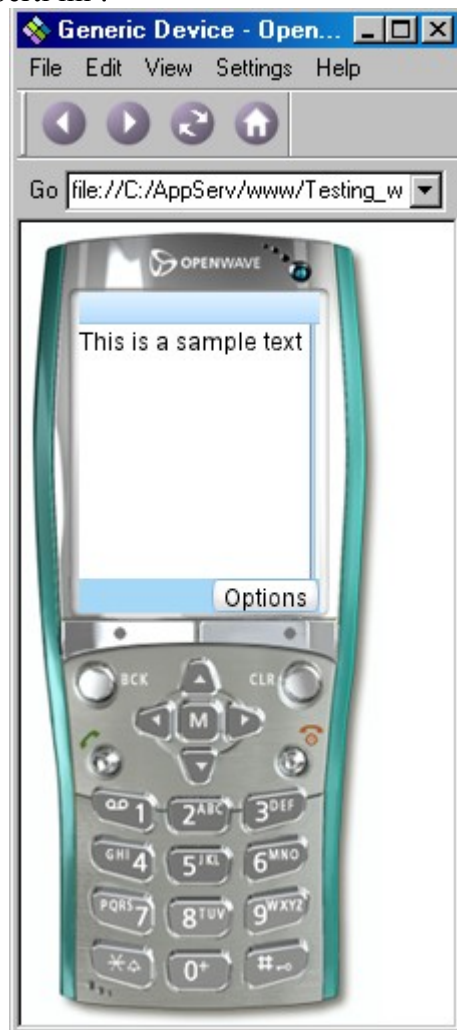 Generic Device - Open...
File Edit View Settings Help
Go file://C:/AppServ/www/Testing_w
OPENWAVE
This is a sample text
Options
BCK CLR
M
1 2ABC 3DEF
GHI4 5JKL 6MNO
PQRS7 8TUV 9WXYZ
* 0+ #